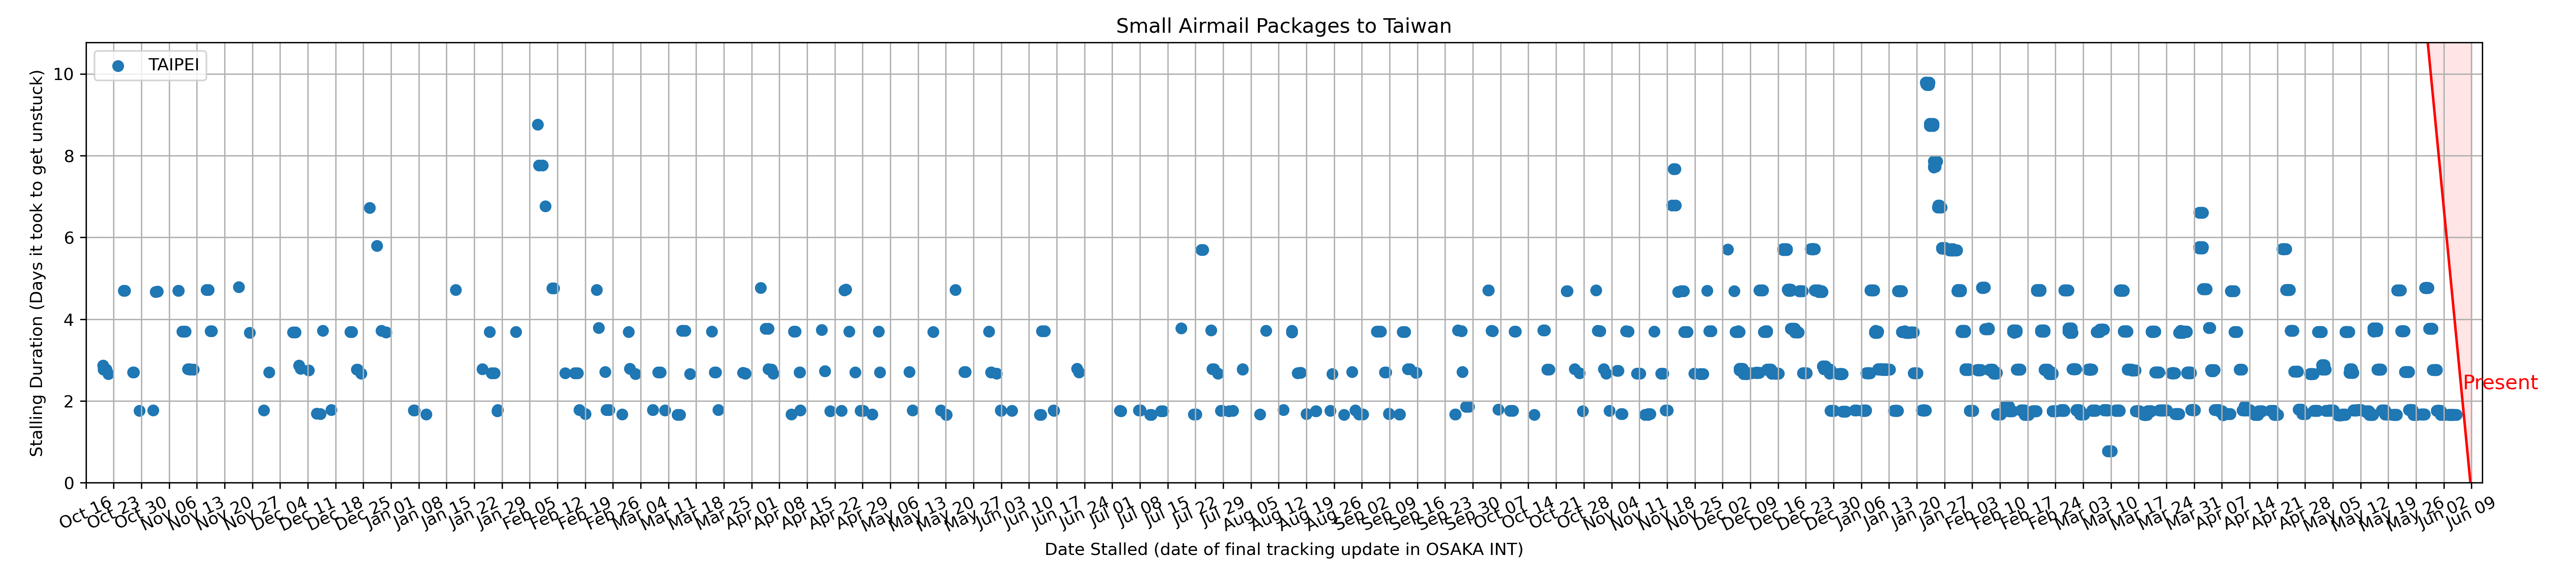 Small Airmail Packages to Taiwan
TAIPEI
Stalling Duration (Days it took to get unstuck)
10
8
6
4
2
0
Present
Oct 16 Oct 23 Oct 30 Nov 06 Nov 13 Nov 20 Nov 27 Dec 04 Dec 11 Dec 18 Dec 25 Jan 01 Jan 08 Jan 15 Jan 22 Jan 29 Feb 05 Feb 12 Feb 19 Feb 26 Mar 04 Mar 11 Mar 18 Mar 25 Apr 01 Apr 08 Apr 15 Apr 22 Apr 29 May 06 May 13 May 20 May 27 Jun 03 Jun 10 Jun 17 Jun 24 Jul 01 Jul 08 Jul 15 Jul 22 Jul 29 Aug 05 Aug 12 Aug 19 Aug 26 Sep 02 Sep 09 Sep 16 Sep 23 Sep 30 Oct 07 Oct 14 Oct 21 Oct 28 Nov 04 Nov 11 Nov 18 Nov 25 Dec 02 Dec 09 Dec 16 Dec 23 Dec 30 Jan 06 Jan 13 Jan 20 Jan 27 Feb 03 Feb 10 Feb 17 Feb 24 Mar 03 Mar 10 Mar 17 Mar 24 Mar 31 Apr 07 Apr 14 Apr 21 Apr 28 May 05 May 12 May 19 May 26 Jun 02 Jun 09
Date Stalled (date of final tracking update in OSAKA INT)